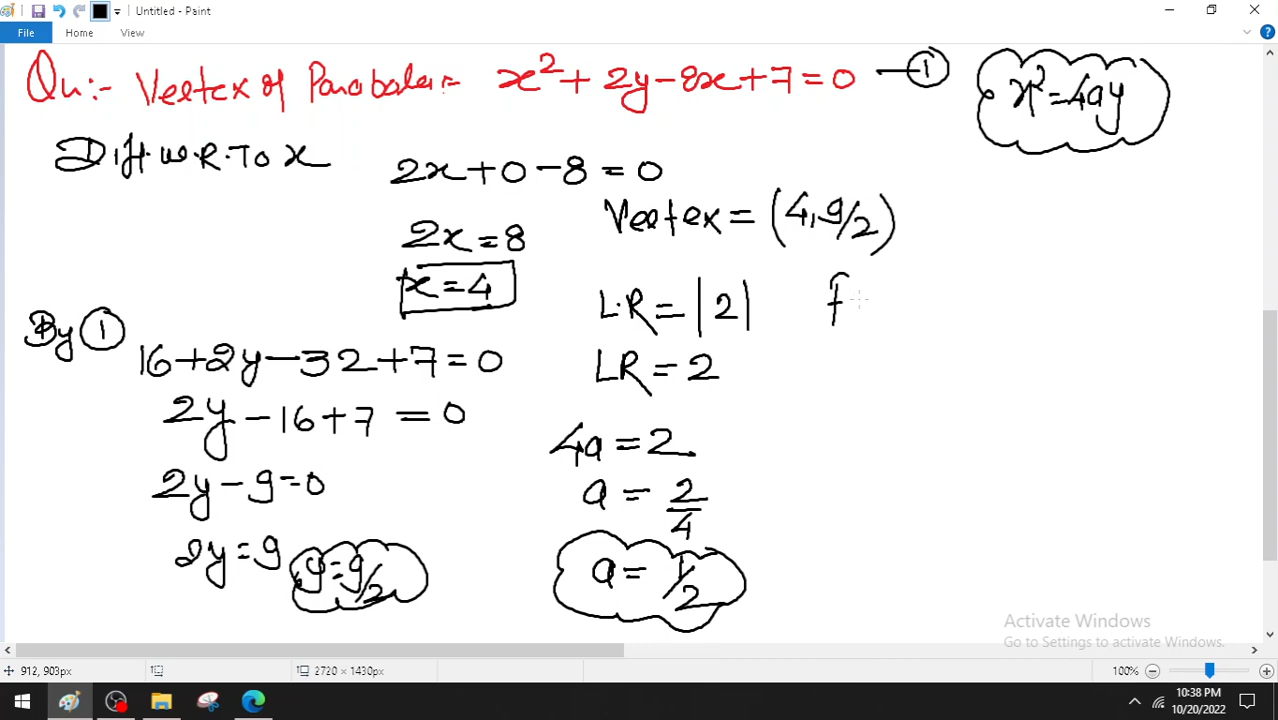 Untitled - Paint
File Home View
Qu:- Vertex of Parabola:- x² + 2y - 8x + 7 = 0 — ①
x² = 4ay
Diff. W.R.To x
2x + 0 - 8 = 0
Vertex = (4, 9/2)
2x = 8
x = 4
L.R = |2| f
By ①
16 + 2y - 32 + 7 = 0
LR = 2
2y - 16 + 7 = 0
4a = 2
2y - 9 = 0
a = 2/4
2y = 9 y = 9/2
a = 1/2
Activate Windows
Go to Settings to activate Windows.
912, 903px 2720 × 1430px 100%
10:38 PM
10/20/2022